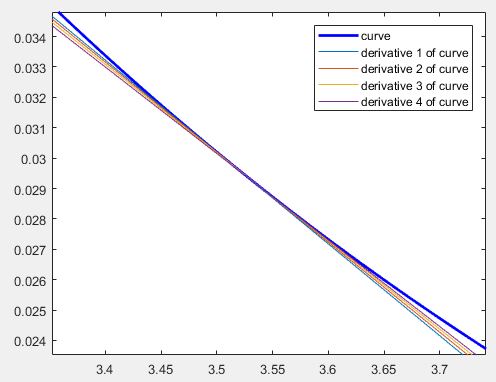 0.034
0.033
0.032
0.031
0.03
0.029
0.028
0.027
0.026
0.025
0.024
curve
derivative 1 of curve
derivative 2 of curve
derivative 3 of curve
derivative 4 of curve
3.4 3.45 3.5 3.55 3.6 3.65 3.7